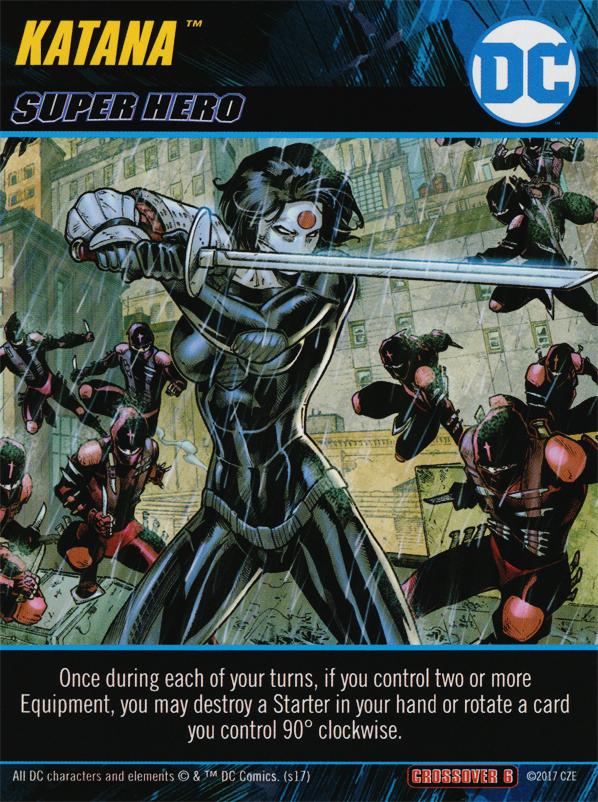 KATANA™
DC
SUPER HERO
Once during each of your turns, if you control two or more
Equipment, you may destroy a Starter in your hand or rotate a card
you control 90° clockwise.
All DC characters and elements © & ™ DC Comics. (s17)
CROSSOVER 6
©2017 CZE